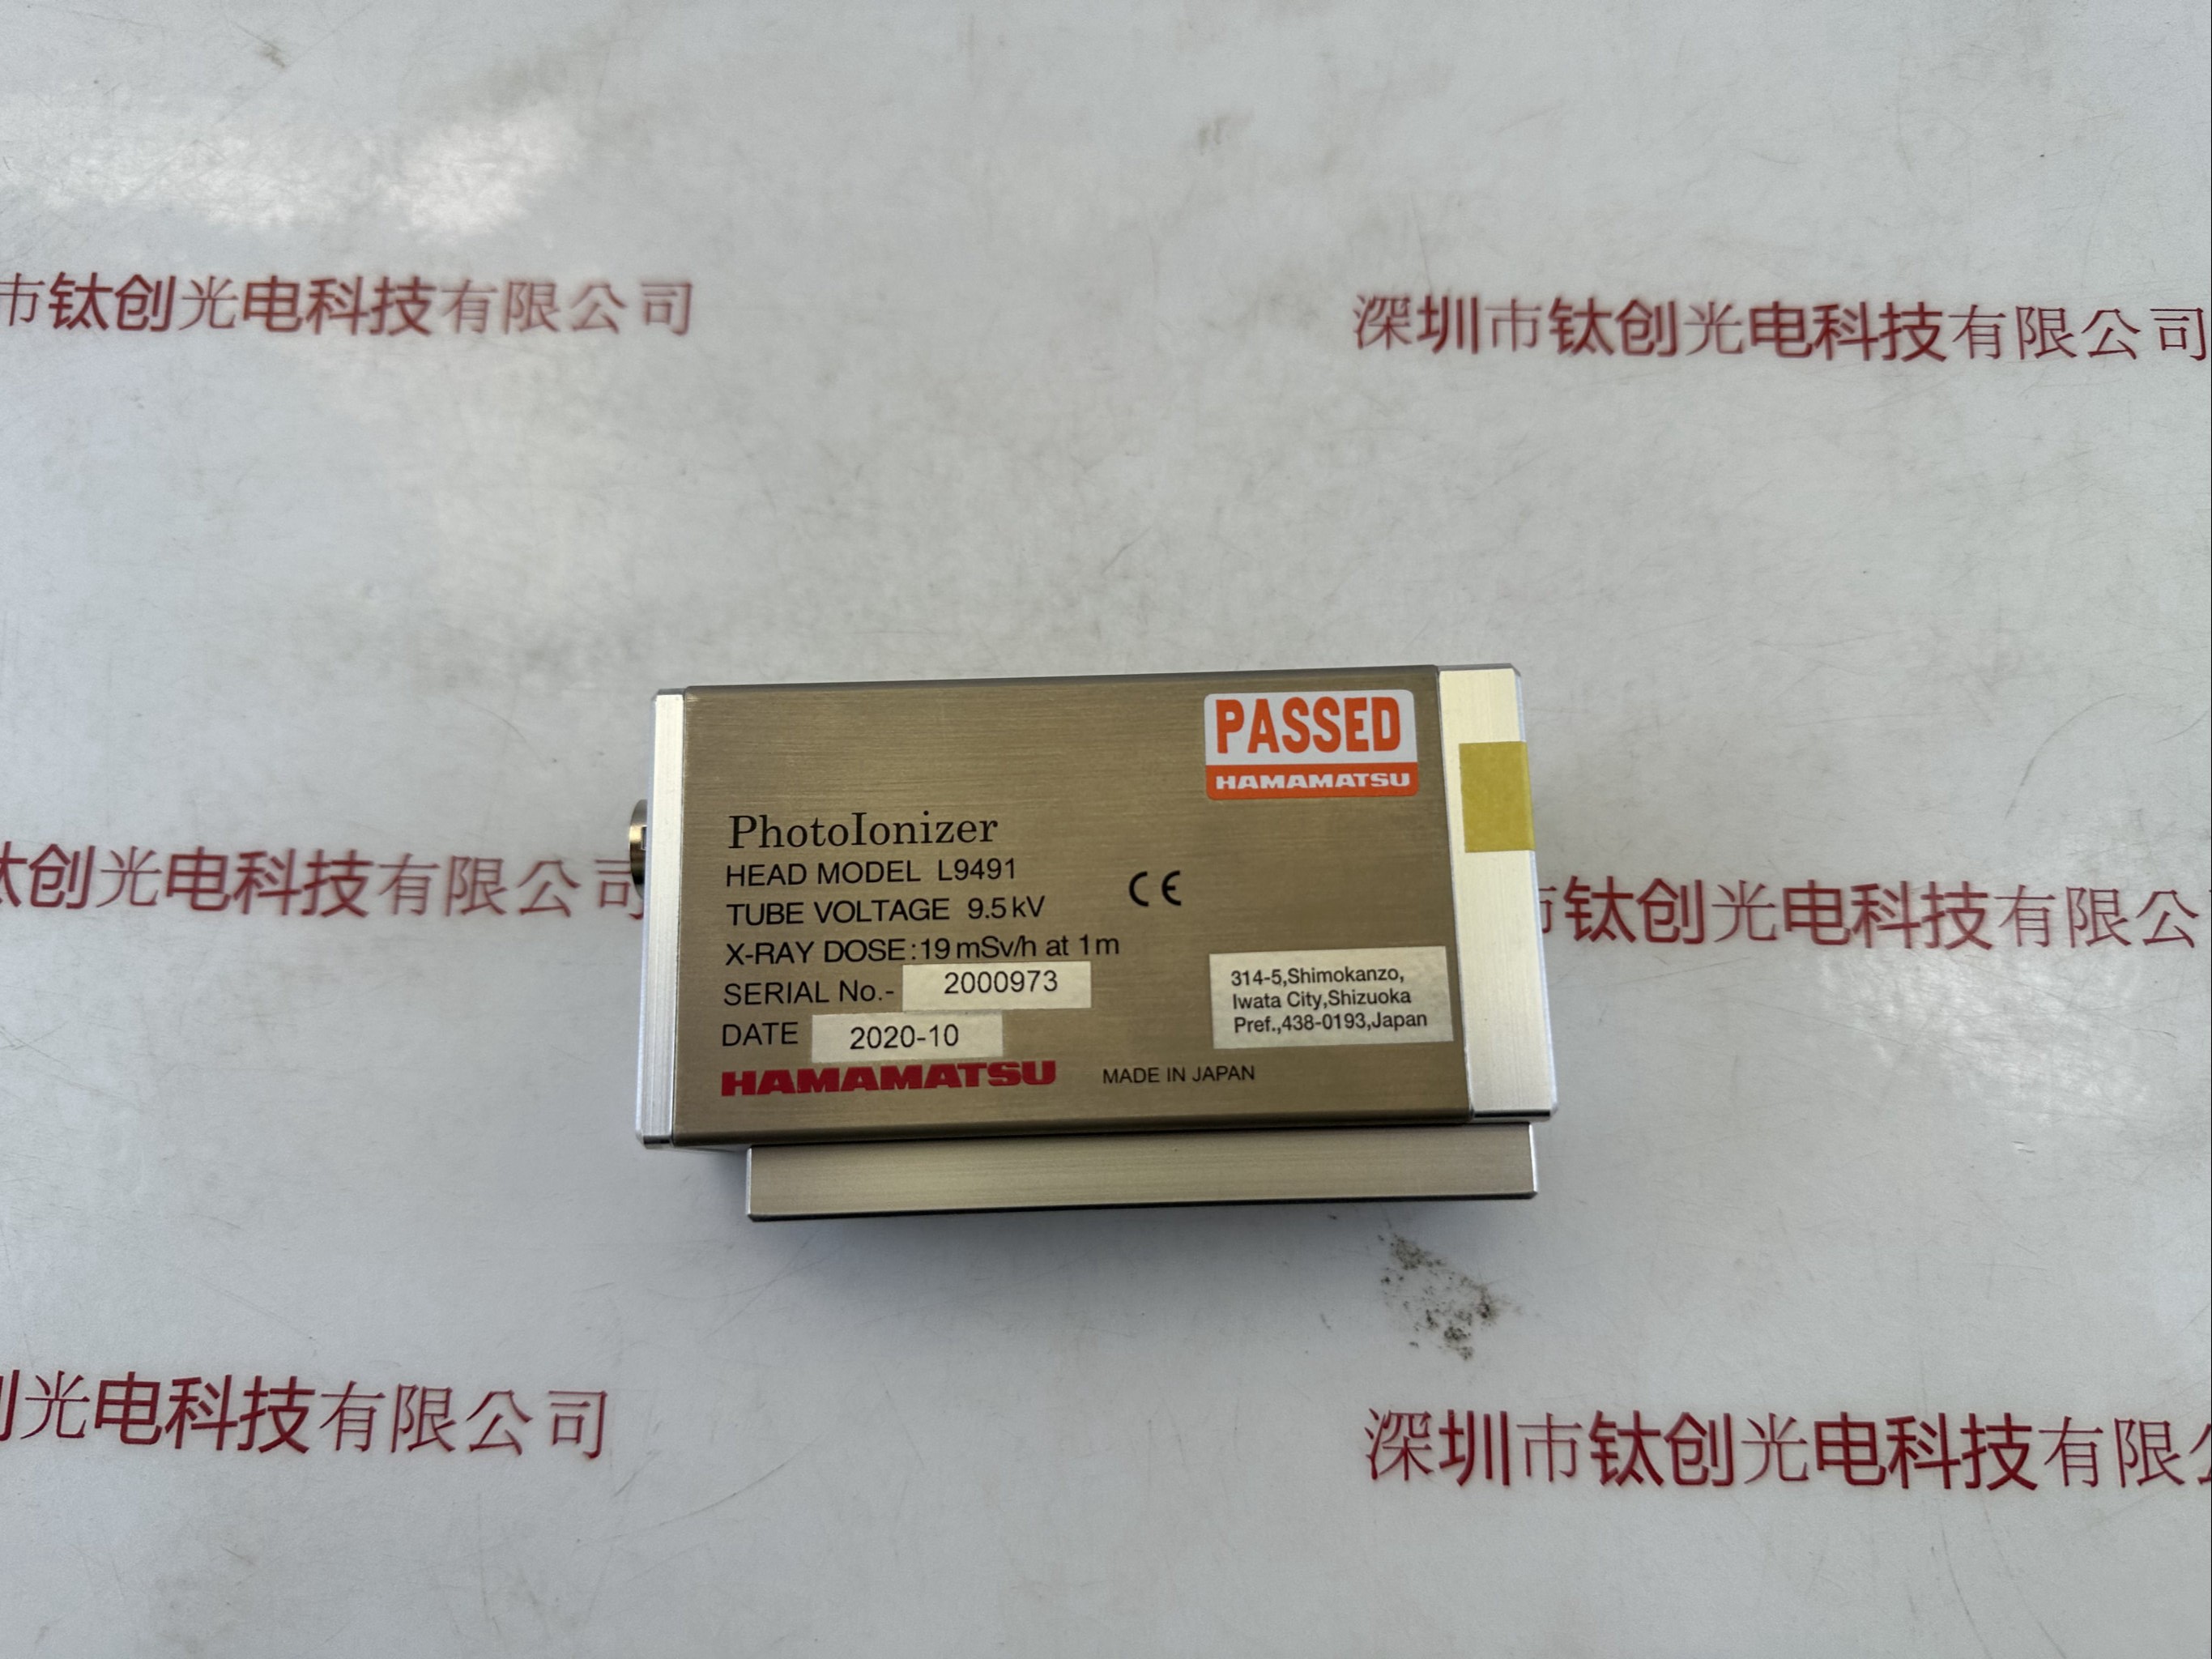 市钛创光电科技有限公司
深圳市钛创光电科技有限公司
PASSED
HAMAMATSU
PhotoIonizer
HEAD MODEL L9491
TUBE VOLTAGE 9.5kV
CE
X-RAY DOSE:19mSv/h at 1m
SERIAL No.- 2000973
DATE 2020-10
314-5,Shimokanzo,
Iwata City,Shizuoka
Pref.,438-0193,Japan
HAMAMATSU MADE IN JAPAN
钛创光电科技有限公司
市钛创光电科技有限公
创光电科技有限公司
深圳市钛创光电科技有限公